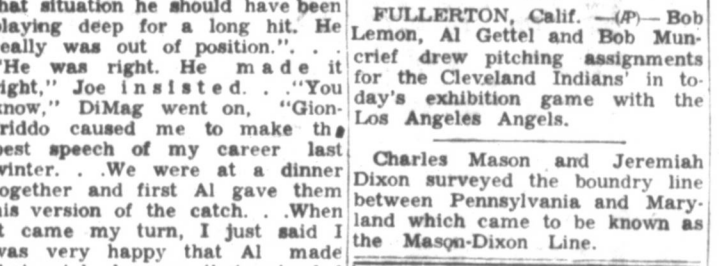 that situation he should have been
playing deep for a long hit. He
really was out of position.". . .
"He was right. He made it
right," Joe insisted. . ."You
know," DiMag went on, "Gion-
friddo caused me to make the
best speech of my career last
winter. . .We were at a dinner
together and first Al gave them
his version of the catch. . .When
it came my turn, I just said I
was very happy that Al made
FULLERTON, Calif. —(AP)— Bob
Lemon, Al Gettel and Bob Mun-
crief drew pitching assignments
for the Cleveland Indians' in to-
day's exhibition game with the
Los Angeles Angels.
Charles Mason and Jeremiah
Dixon surveyed the boundry line
between Pennsylvania and Mary-
land which came to be known as
the Mason-Dixon Line.